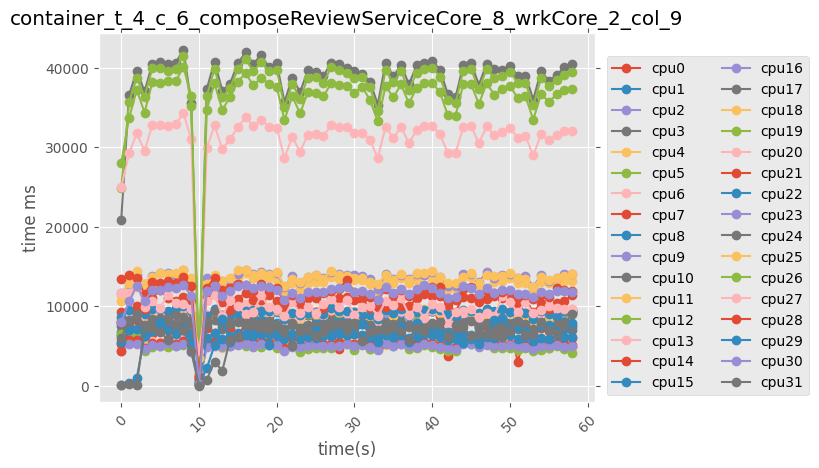 container_t_4_c_6_composeReviewServiceCore_8_wrkCore_2_col_9
time ms
40000
30000
20000
10000
0
0
10
20
30
40
50
60
time(s)
cpu0
cpu1
cpu2
cpu3
cpu4
cpu5
cpu6
cpu7
cpu8
cpu9
cpu10
cpu11
cpu12
cpu13
cpu14
cpu15
cpu16
cpu17
cpu18
cpu19
cpu20
cpu21
cpu22
cpu23
cpu24
cpu25
cpu26
cpu27
cpu28
cpu29
cpu30
cpu31